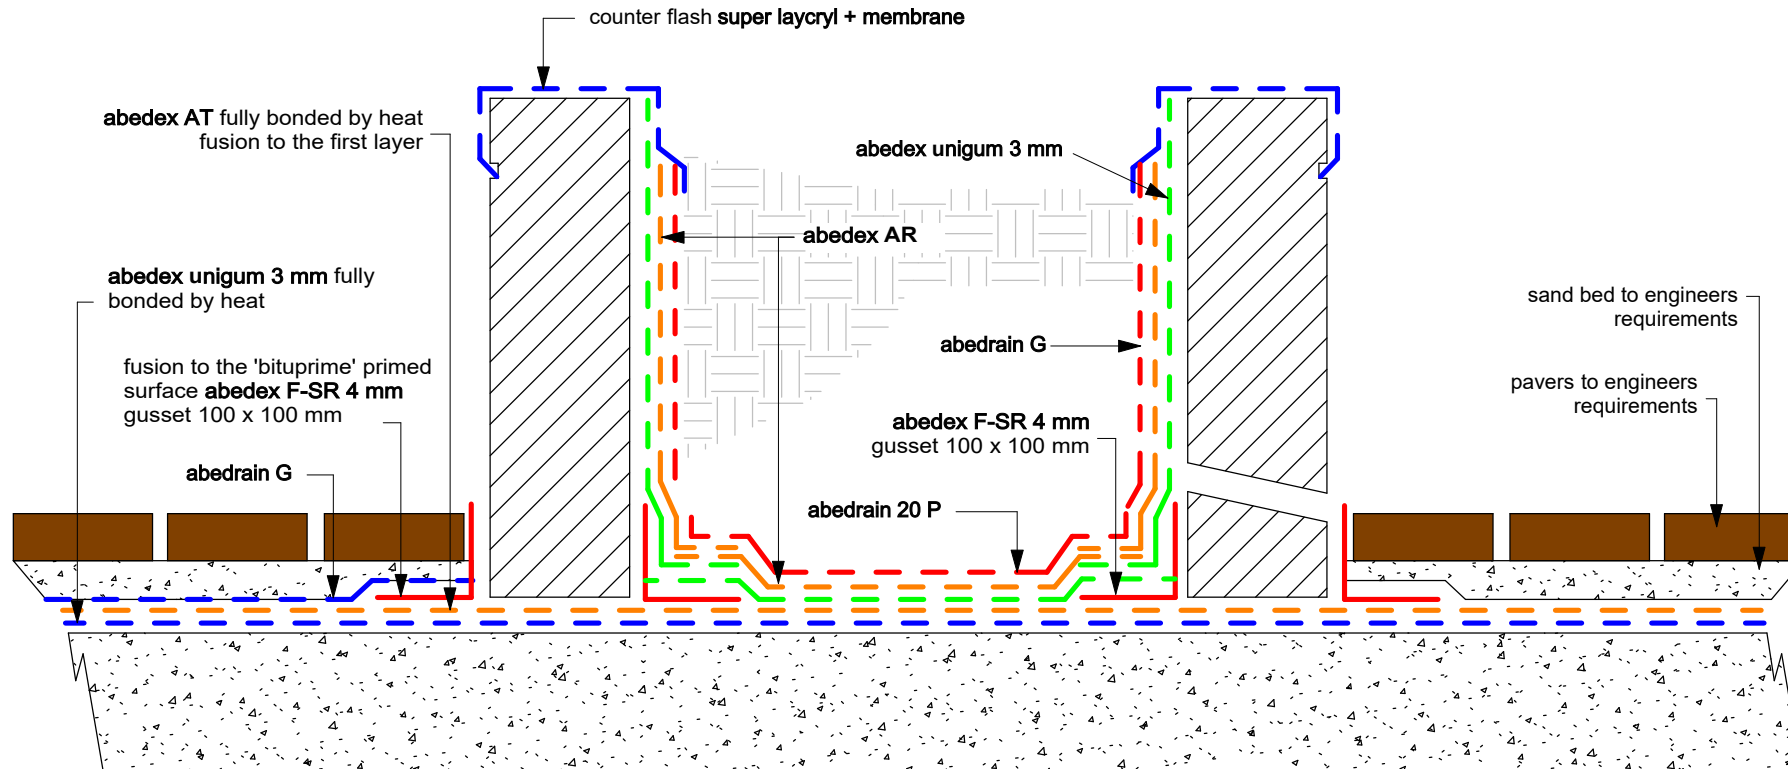 counter flash super laycryl + membrane
abedex AT fully bonded by heat
fusion to the first layer
abedex unigum 3 mm
abedex AR
abedex unigum 3 mm fully
bonded by heat
sand bed to engineers
requirements
abedrain G
fusion to the 'bituprime' primed
surface abedex F-SR 4 mm
gusset 100 x 100 mm
pavers to engineers
requirements
abedex F-SR 4 mm
gusset 100 x 100 mm
abedrain G
abedrain 20 P